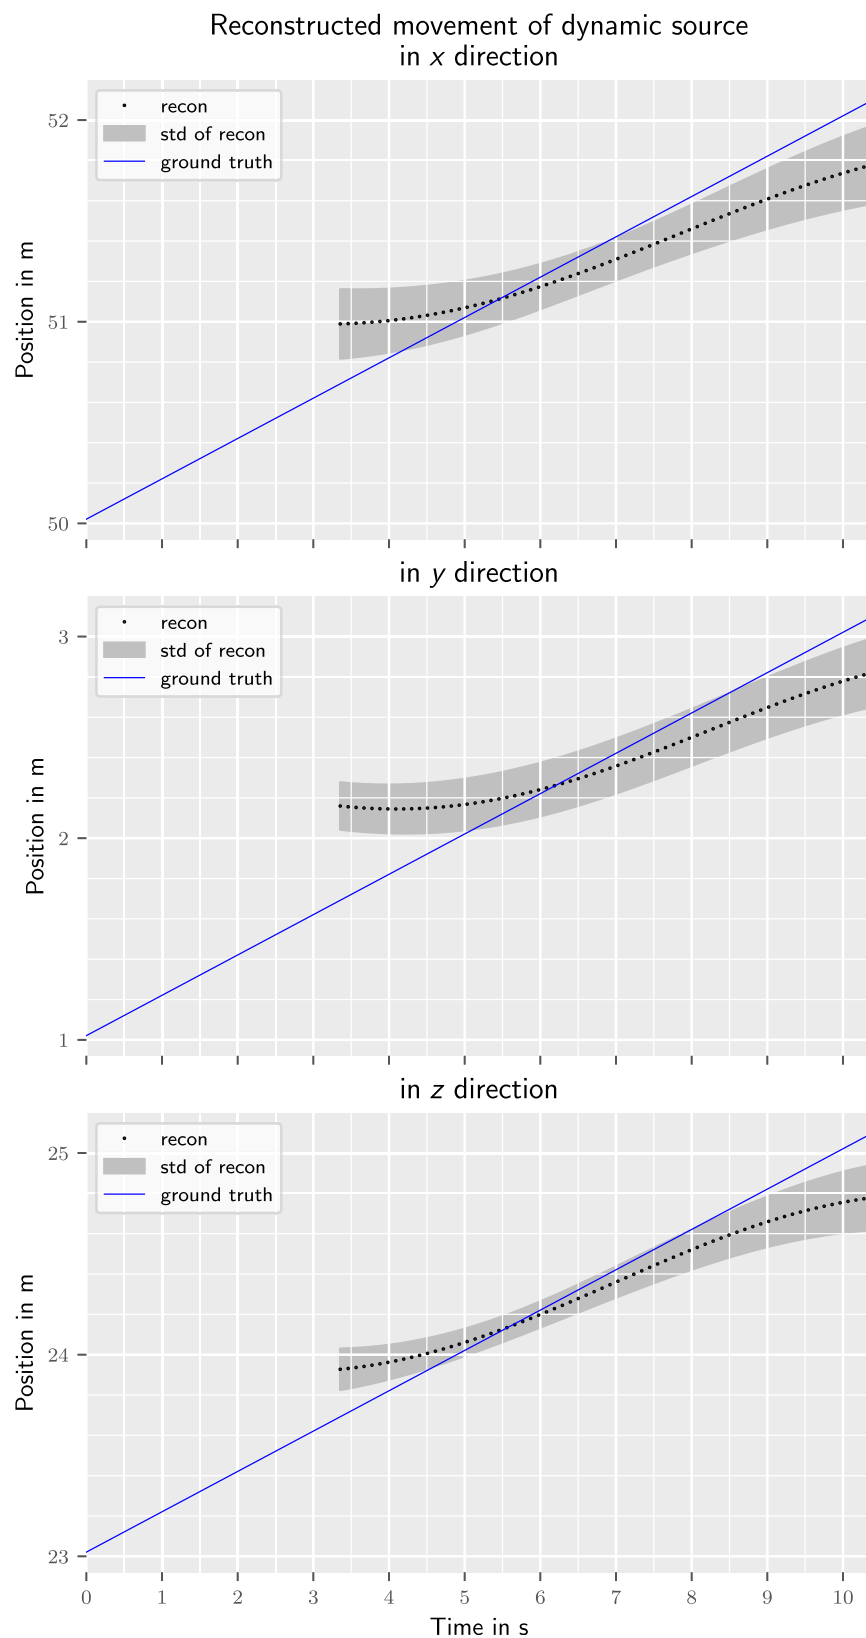 Reconstructed movement of dynamic source
in x direction
recon
std of recon
ground truth
52
51
50
Position in m
in y direction
recon
std of recon
ground truth
3
2
1
Position in m
in z direction
recon
std of recon
ground truth
25
24
23
Position in m
0 1 2 3 4 5 6 7 8 9 10
Time in s